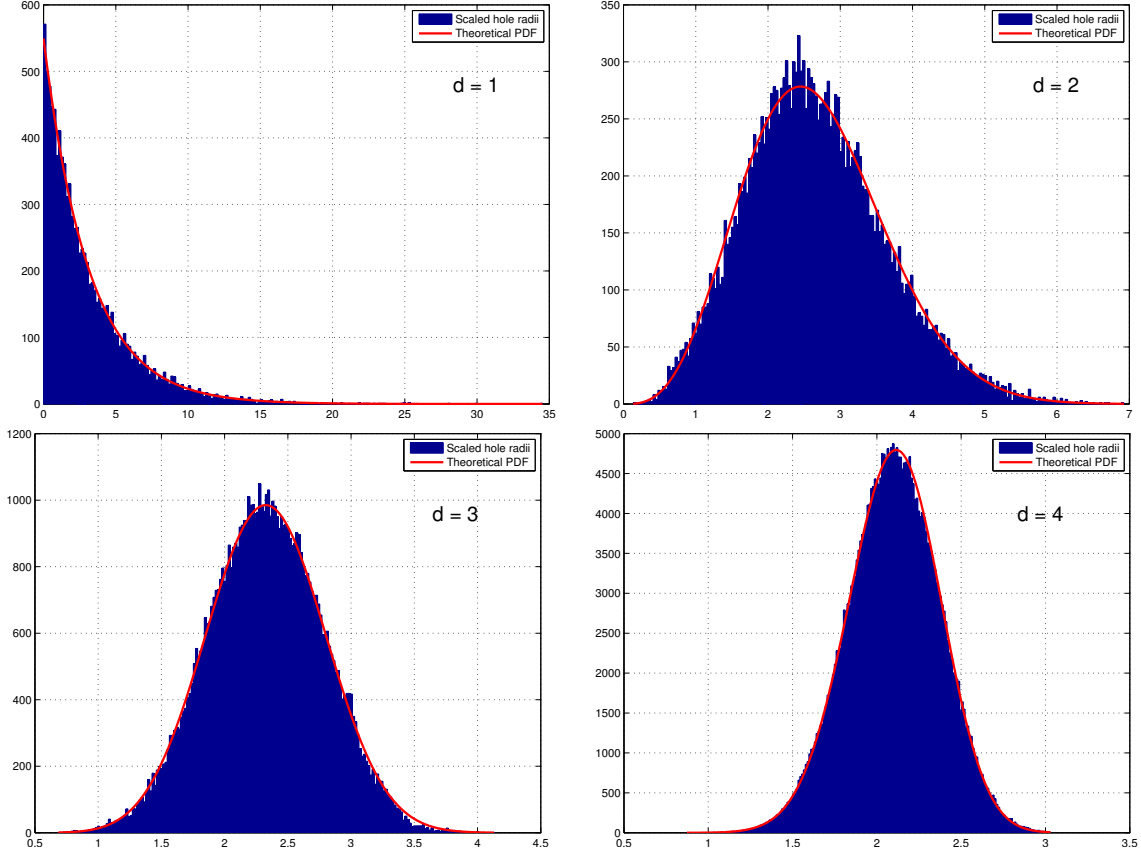 600
500
400
300
200
100
0
0 5 10 15 20 25 30 35
Scaled hole radii
Theoretical PDF
d = 1
350
300
250
200
150
100
50
0
0 1 2 3 4 5 6 7
Scaled hole radii
Theoretical PDF
d = 2
1200
1000
800
600
400
200
0
0.5 1 1.5 2 2.5 3 3.5 4 4.5
Scaled hole radii
Theoretical PDF
d = 3
5000
4500
4000
3500
3000
2500
2000
1500
1000
500
0
0.5 1 1.5 2 2.5 3 3.5
Scaled hole radii
Theoretical PDF
d = 4